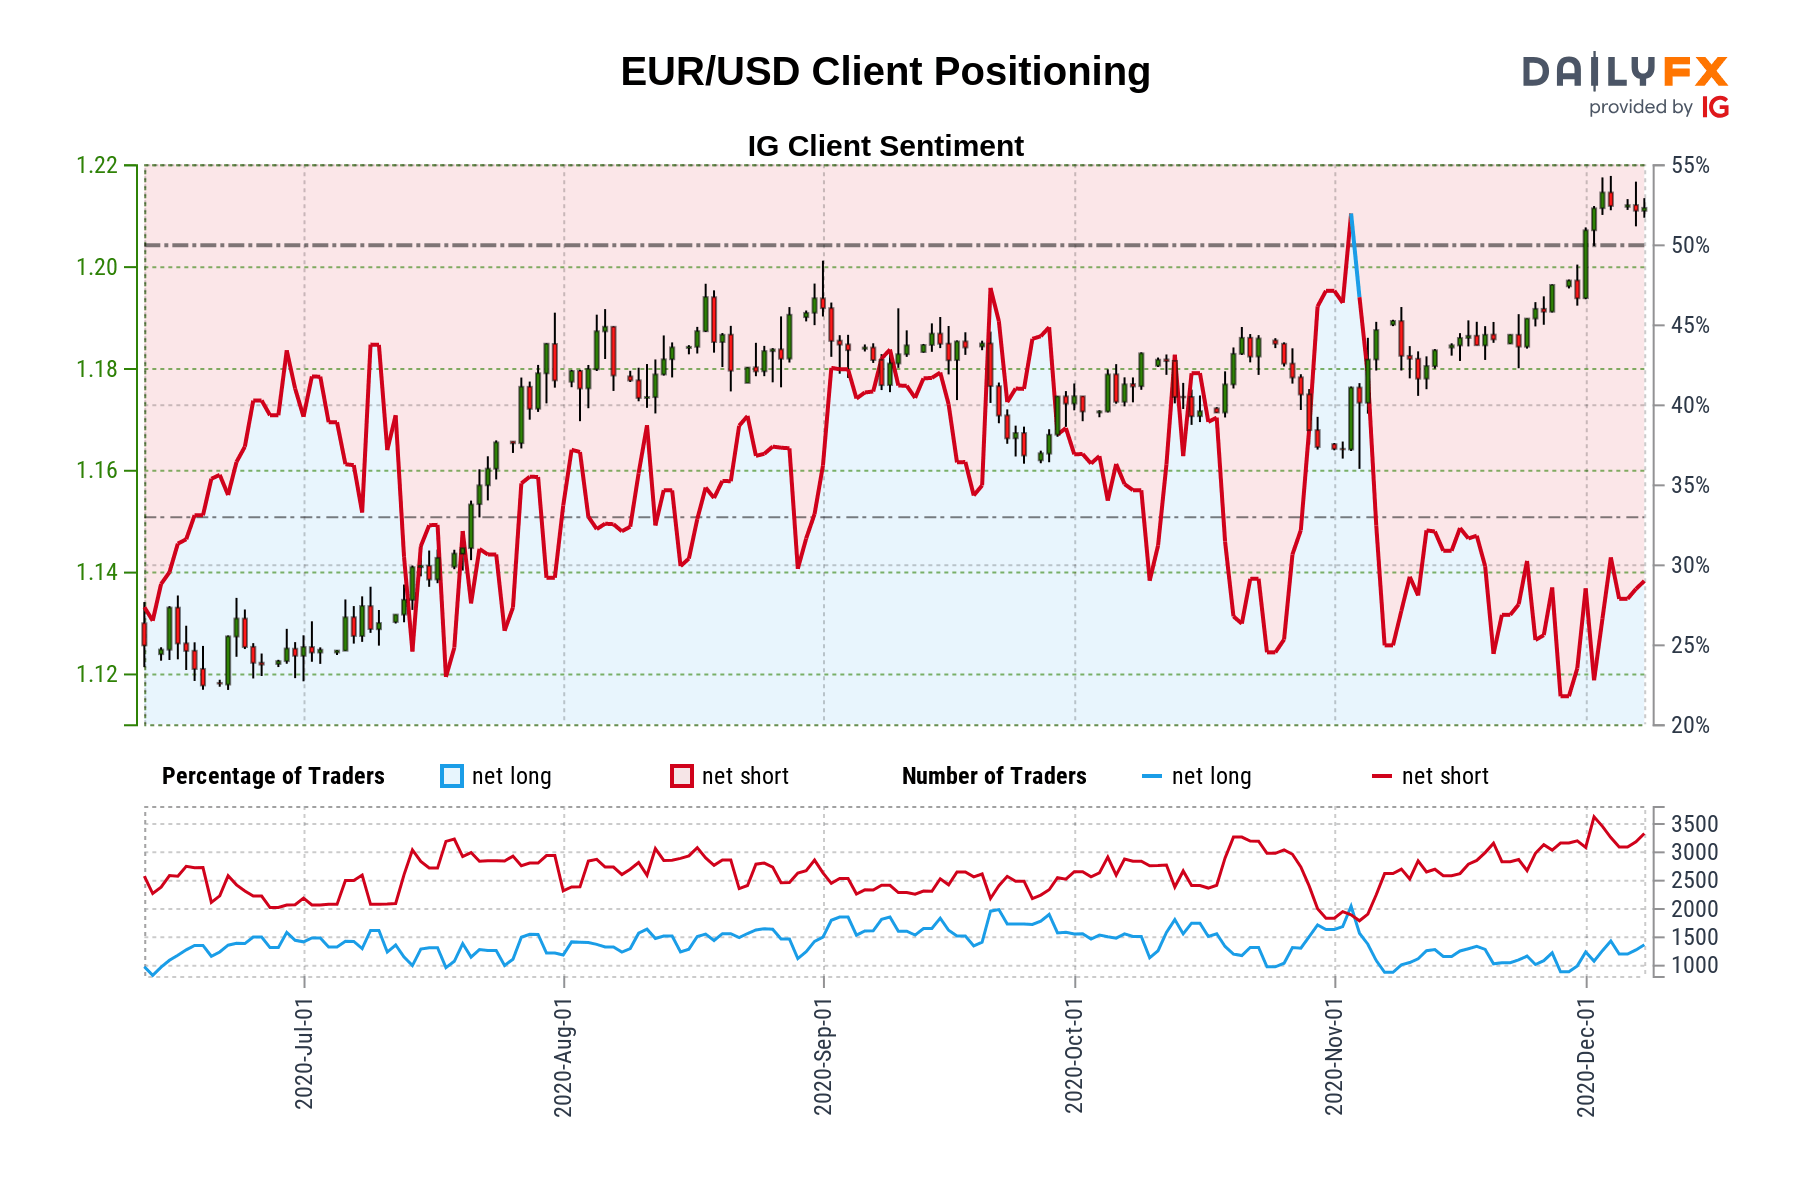 EUR/USD Client Positioning
DAILYFX
provided by IG
IG Client Sentiment
1.22
1.20
1.18
1.16
1.14
1.12
55%
50%
45%
40%
35%
30%
25%
20%
Percentage of Traders net long net short Number of Traders net long net short
3500
3000
2500
2000
1500
1000
2020-Jul-01
2020-Aug-01
2020-Sep-01
2020-Oct-01
2020-Nov-01
2020-Dec-01